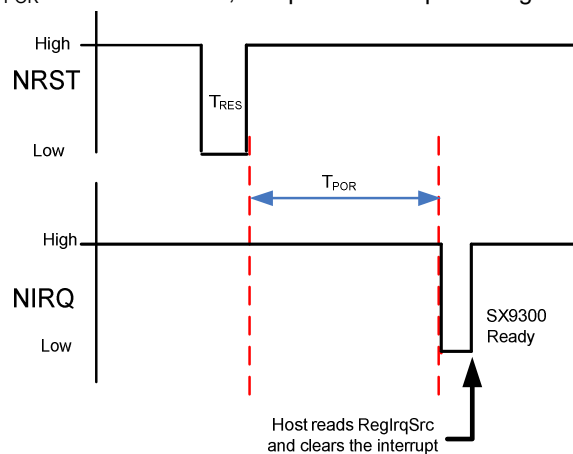 High
NRST
TRES
Low
TPOR
High
NIRQ
SX9300
Ready
Low
Host reads RegIrqSrc
and clears the interrupt